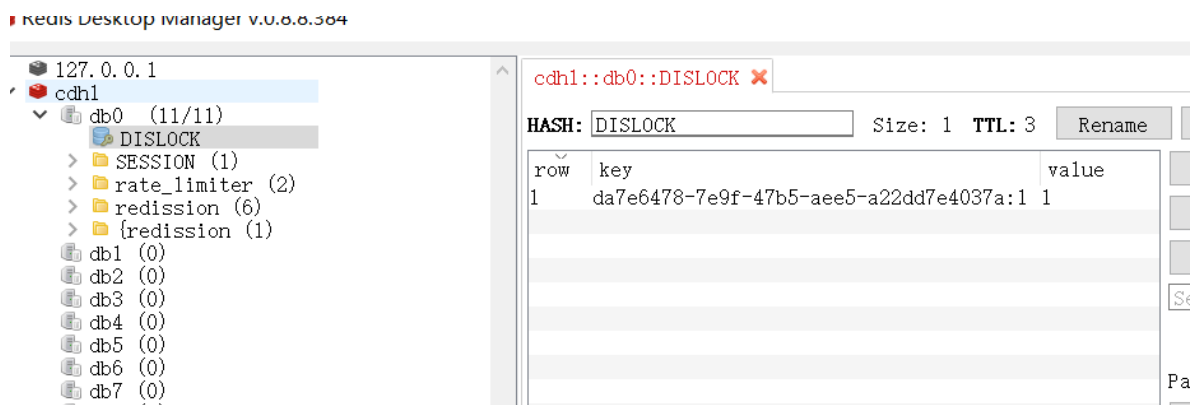 Redis Desktop Manager v.0.8.8.384
127.0.0.1
cdh1
db0 (11/11)
DISLOCK
SESSION (1)
rate_limiter (2)
redission (6)
{redission (1)
db1 (0)
db2 (0)
db3 (0)
db4 (0)
db5 (0)
db6 (0)
db7 (0)
cdh1::db0::DISLOCK
HASH: DISLOCK Size: 1 TTL: 3 Rename
row key value
1 da7e6478-7e9f-47b5-aee5-a22dd7e4037a:1 1
Se
Pa